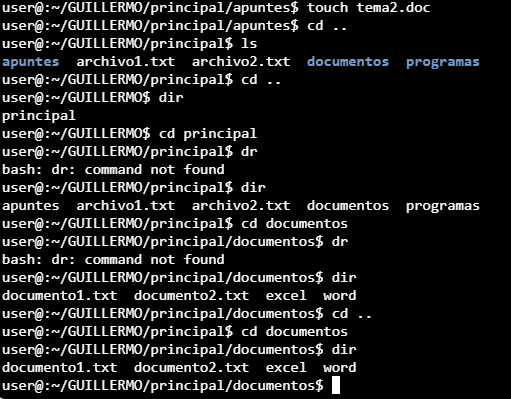 user@:~/GUILLERMO/principal/apuntes$ touch tema2.doc
user@:~/GUILLERMO/principal/apuntes$ cd ..
user@:~/GUILLERMO/principal$ ls
apuntes  archivo1.txt  archivo2.txt  documentos  programas
user@:~/GUILLERMO/principal$ cd ..
user@:~/GUILLERMO$ dir
principal
user@:~/GUILLERMO$ cd principal
user@:~/GUILLERMO/principal$ dr
bash: dr: command not found
user@:~/GUILLERMO/principal$ dir
apuntes  archivo1.txt  archivo2.txt  documentos  programas
user@:~/GUILLERMO/principal$ cd documentos
user@:~/GUILLERMO/principal/documentos$ dr
bash: dr: command not found
user@:~/GUILLERMO/principal/documentos$ dir
documento1.txt  documento2.txt  excel  word
user@:~/GUILLERMO/principal/documentos$ cd ..
user@:~/GUILLERMO/principal$ cd documentos
user@:~/GUILLERMO/principal/documentos$ dir
documento1.txt  documento2.txt  excel  word
user@:~/GUILLERMO/principal/documentos$